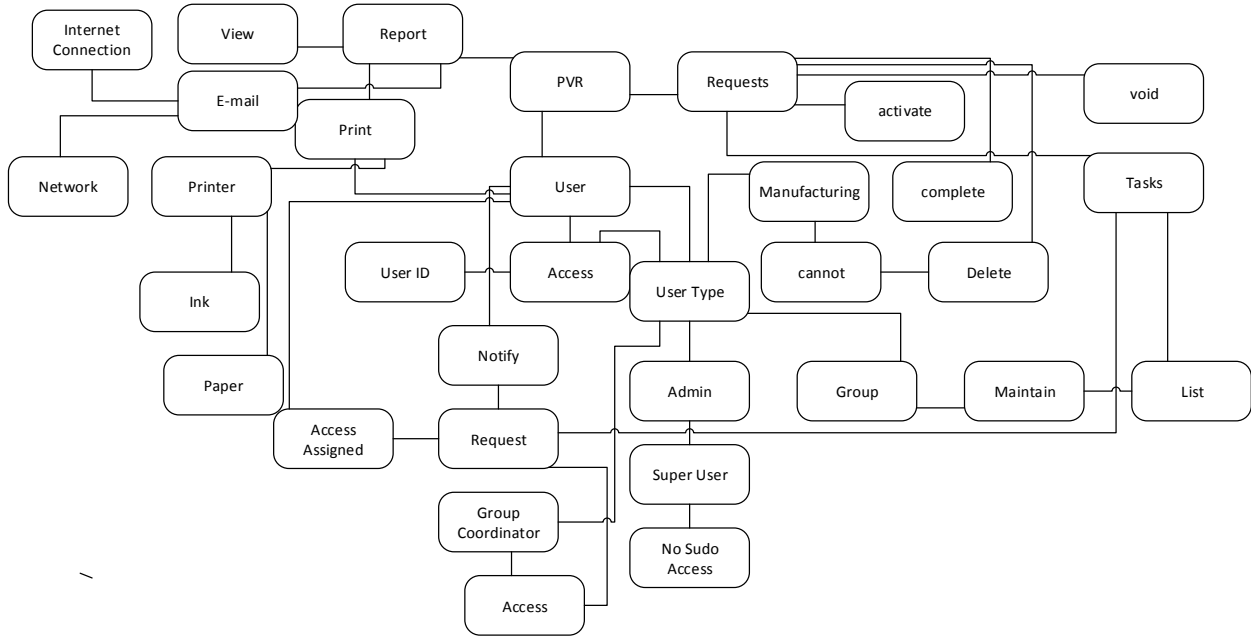 Internet
Connection
View
Report
PVR
Requests
void
E-mail
activate
Print
Network
Printer
User
Manufacturing
complete
Tasks
User ID
Access
User Type
cannot
Delete
Ink
Notify
Paper
Admin
Group
Maintain
List
Access
Assigned
Request
Super User
Group
Coordinator
No Sudo
Access
Access